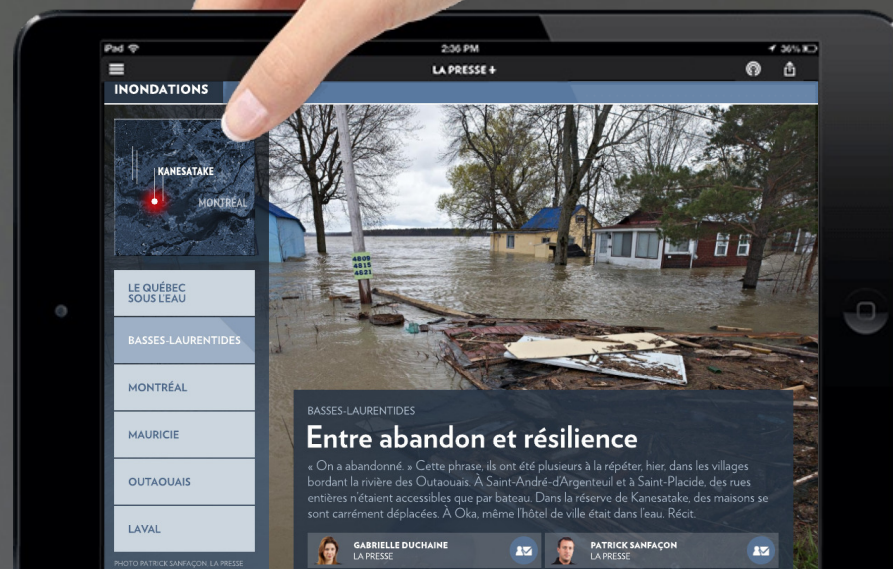 iPad
2:36 PM
36%
LA PRESSE+
INONDATIONS
KANESATAKE
MONTRÉAL
LE QUÉBEC
SOUS L'EAU
BASSES-LAURENTIDES
MONTRÉAL
MAURICIE
OUTAOUAIS
LAVAL
PHOTO PATRICK SANFAÇON, LA PRESSE
4609
4615
4621
BASSES-LAURENTIDES
Entre abandon et résilience
« On a abandonné. » Cette phrase, ils ont été plusieurs à la répéter, hier, dans les villages
bordant la rivière des Outaouais. À Saint-André-d'Argenteuil et à Saint-Placide, des rues
entières n'étaient accessibles que par bateau. Dans la réserve de Kanesatake, des maisons se
sont carrément déplacées. À Oka, même l'hôtel de ville était dans l'eau. Récit.
GABRIELLE DUCHAINE
LA PRESSE
PATRICK SANFAÇON
LA PRESSE